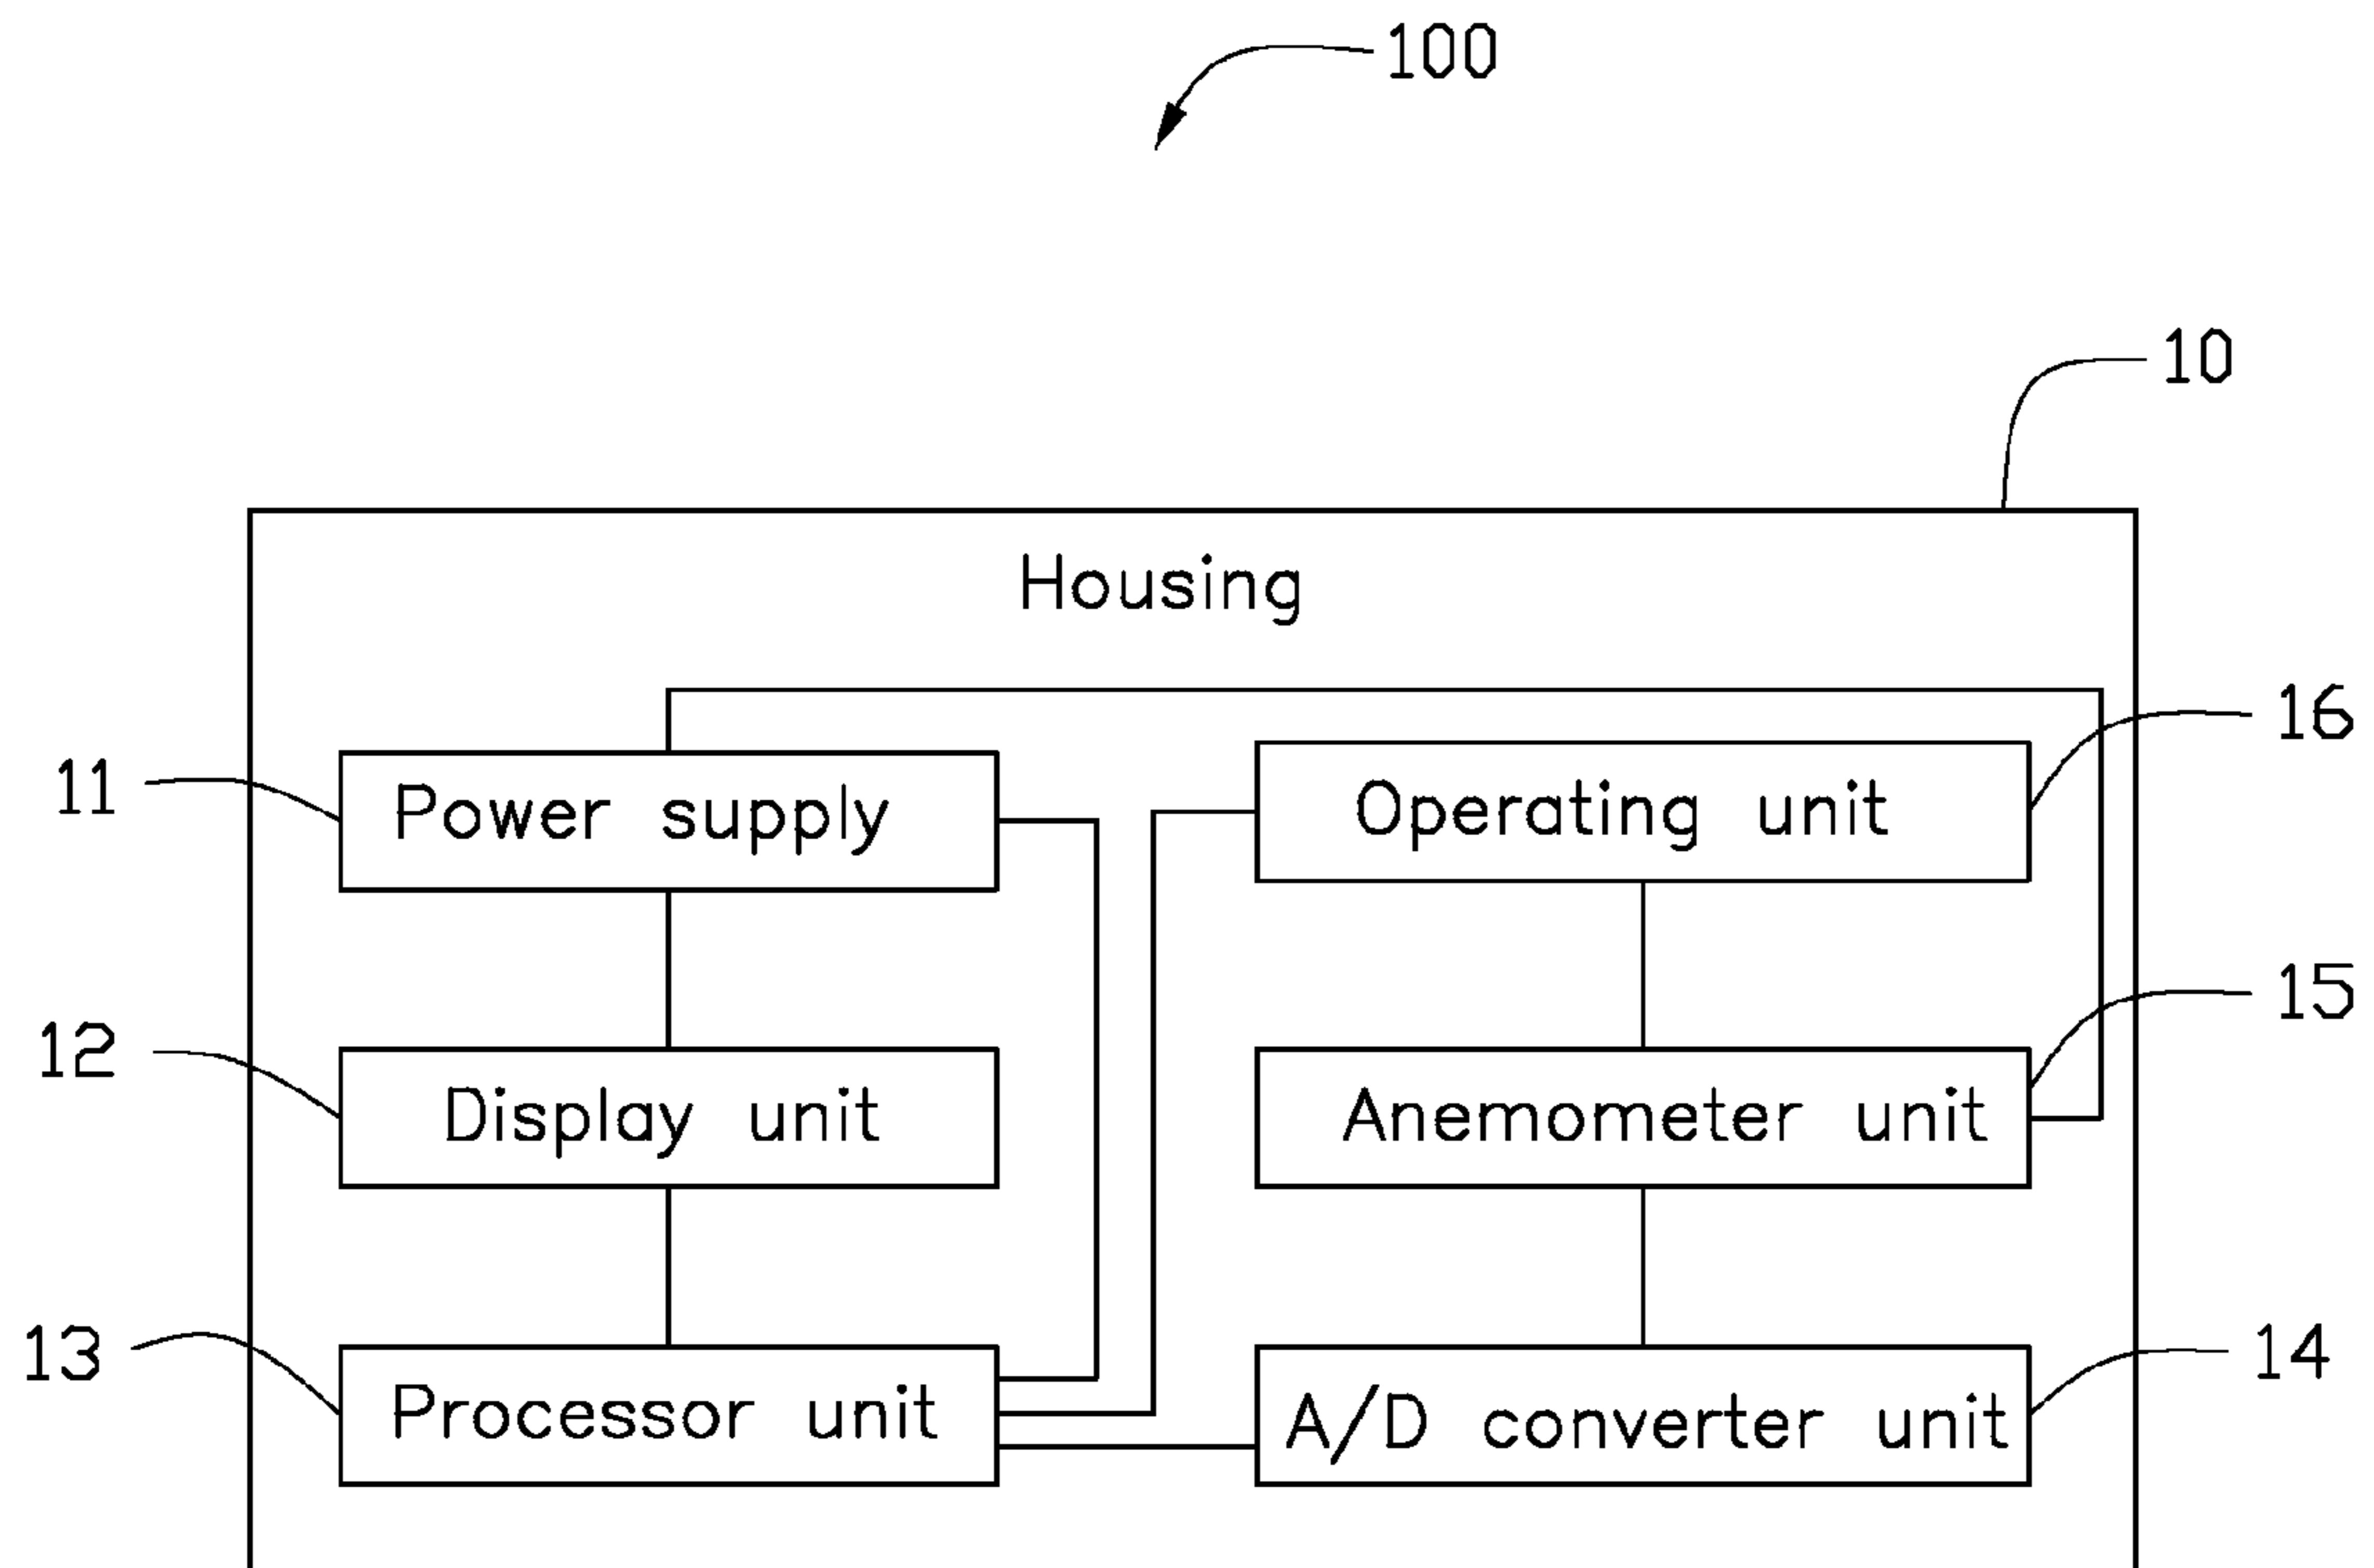 100
10
Housing
16
11
Power supply
Operating unit
15
12
Display unit
Anemometer unit
13
14
Processor unit
A/D converter unit